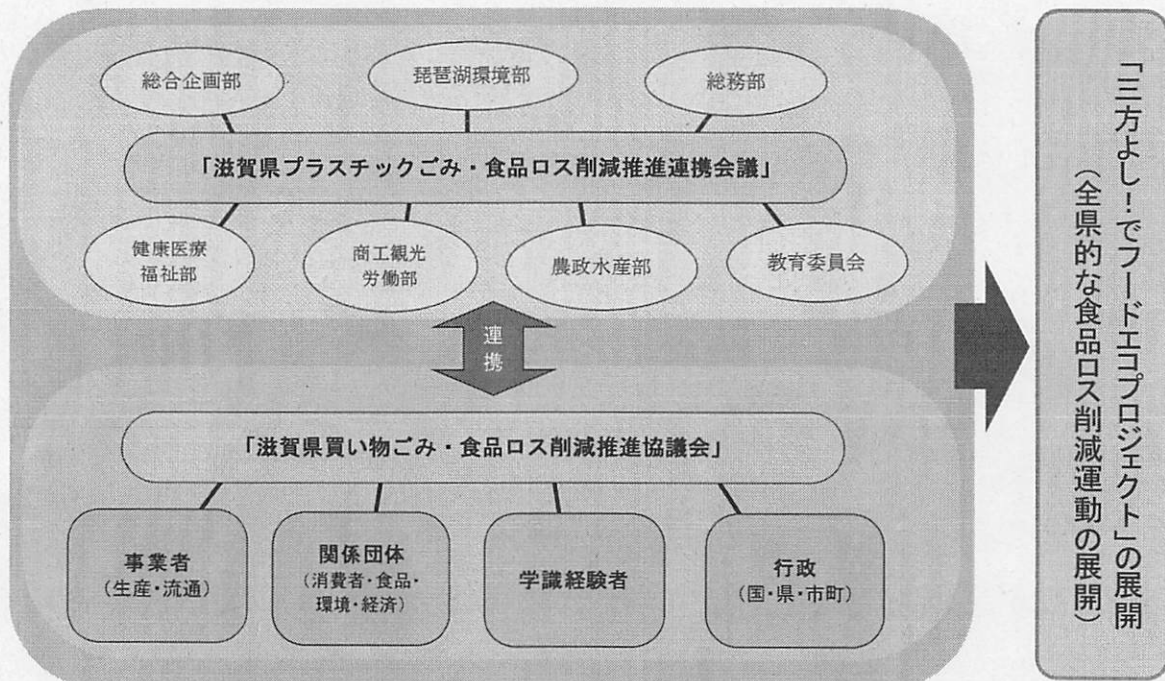 総合企画部
琵琶湖環境部
総務部
「滋賀県プラスチックごみ・食品ロス削減推進連携会議」
健康医療
福祉部
商工観光
労働部
農政水産部
教育委員会
連携
「滋賀県買い物ごみ・食品ロス削減推進協議会」
事業者
(生産・流通)
関係団体
(消費者・食品・
環境・経済)
学識経験者
行政
(国・県・市町)
「三方よし!でフードエコプロジェクト」の展開
(全県的な食品ロス削減運動の展開)